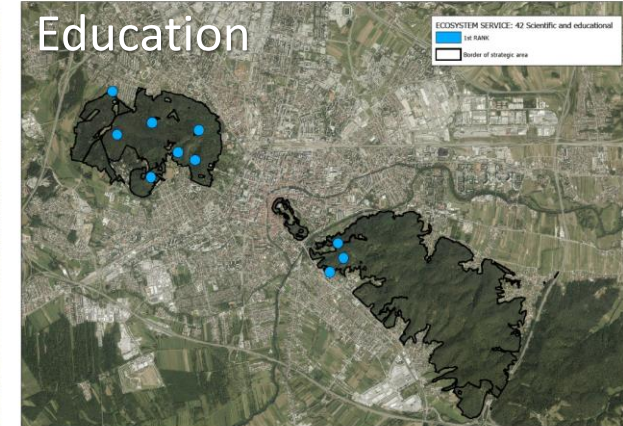 Education
ECOSYSTEM SERVICE: 42 Scientific and educational
1st RANK
Border of strategic area